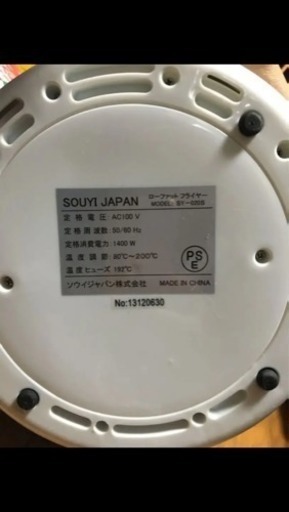 SOUYI JAPAN
ローファットフライヤー
MODEL: SY-020S
定格電圧: AC100 V
定格周波数: 50/60 Hz
定格消費電力: 1400 W
温度調節: 80℃～200℃
温度ヒューズ: 192℃
ソウイジャパン株式会社
PS
E
MADE IN CHINA
No:13120630